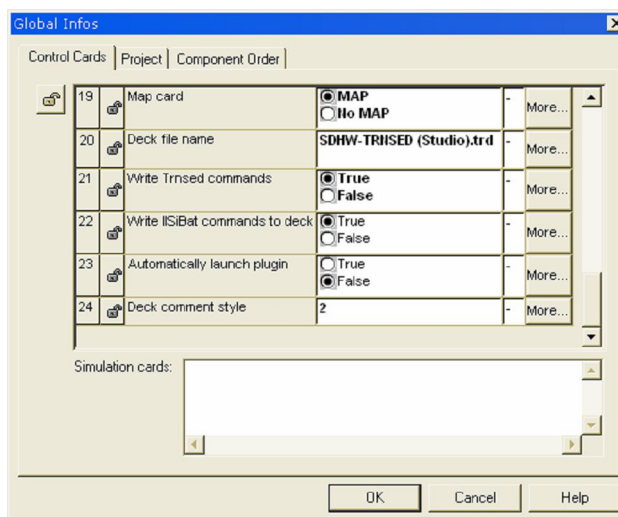 Global Infos
Control Cards Project Component Order
19 Map card MAP - More...
No MAP
20 Deck file name SDHW-TRNSED (Studio).trd - More...
21 Write Trnsed commands True - More...
False
22 Write IISiBat commands to deck True - More...
False
23 Automatically launch plugin True - More...
False
24 Deck comment style 2 - More...
Simulation cards:
OK Cancel Help